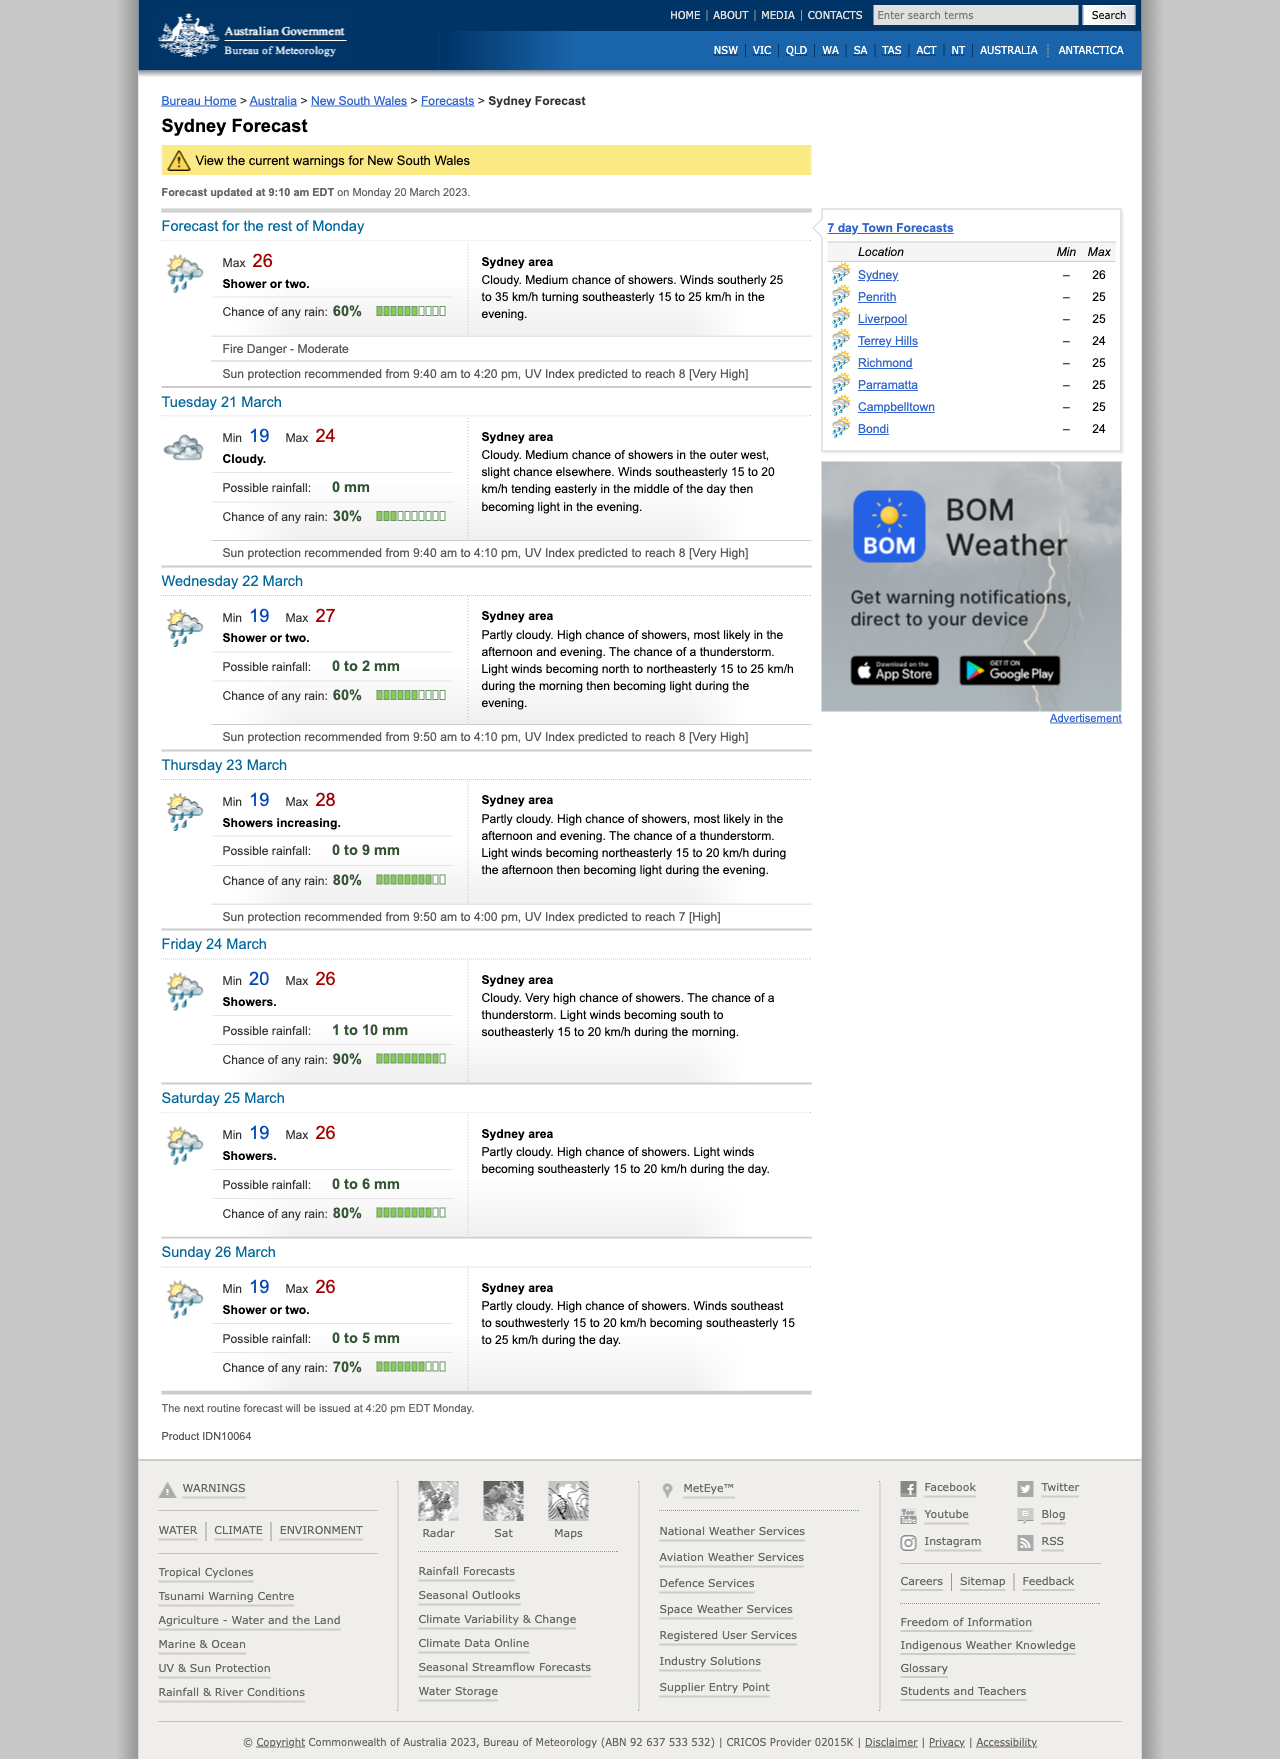 Australian Government
Bureau of Meteorology
HOME | ABOUT | MEDIA | CONTACTS
Enter search terms
Search
NSW | VIC | QLD | WA | SA | TAS | ACT | NT | AUSTRALIA | ANTARCTICA
Bureau Home > Australia > New South Wales > Forecasts > Sydney Forecast
Sydney Forecast
View the current warnings for New South Wales
Forecast updated at 9:10 am EDT on Monday 20 March 2023.
Forecast for the rest of Monday
Max 26
Shower or two.
Chance of any rain: 60%
Sydney area
Cloudy. Medium chance of showers. Winds southerly 25
to 35 km/h turning southeasterly 15 to 25 km/h in the
evening.
Fire Danger - Moderate
Sun protection recommended from 9:40 am to 4:20 pm, UV Index predicted to reach 8 [Very High]
Tuesday 21 March
Min 19 Max 24
Cloudy.
Possible rainfall: 0 mm
Chance of any rain: 30%
Sydney area
Cloudy. Medium chance of showers in the outer west,
slight chance elsewhere. Winds southeasterly 15 to 20
km/h tending easterly in the middle of the day then
becoming light in the evening.
Sun protection recommended from 9:40 am to 4:10 pm, UV Index predicted to reach 8 [Very High]
Wednesday 22 March
Min 19 Max 27
Shower or two.
Possible rainfall: 0 to 2 mm
Chance of any rain: 60%
Sydney area
Partly cloudy. High chance of showers, most likely in the
afternoon and evening. The chance of a thunderstorm.
Light winds becoming north to northeasterly 15 to 25 km/h
during the morning then becoming light during the
evening.
Sun protection recommended from 9:50 am to 4:10 pm, UV Index predicted to reach 8 [Very High]
Thursday 23 March
Min 19 Max 28
Showers increasing.
Possible rainfall: 0 to 9 mm
Chance of any rain: 80%
Sydney area
Partly cloudy. High chance of showers, most likely in the
afternoon and evening. The chance of a thunderstorm.
Light winds becoming northeasterly 15 to 20 km/h during
the afternoon then becoming light during the evening.
Sun protection recommended from 9:50 am to 4:00 pm, UV Index predicted to reach 7 [High]
Friday 24 March
Min 20 Max 26
Showers.
Possible rainfall: 1 to 10 mm
Chance of any rain: 90%
Sydney area
Cloudy. Very high chance of showers. The chance of a
thunderstorm. Light winds becoming south to
southeasterly 15 to 20 km/h during the morning.
Saturday 25 March
Min 19 Max 26
Showers.
Possible rainfall: 0 to 6 mm
Chance of any rain: 80%
Sydney area
Partly cloudy. High chance of showers. Light winds
becoming southeasterly 15 to 20 km/h during the day.
Sunday 26 March
Min 19 Max 26
Shower or two.
Possible rainfall: 0 to 5 mm
Chance of any rain: 70%
Sydney area
Partly cloudy. High chance of showers. Winds southeast
to southwesterly 15 to 20 km/h becoming southeasterly 15
to 25 km/h during the day.
The next routine forecast will be issued at 4:20 pm EDT Monday.
Product IDN10064
7 day Town Forecasts
Location Min Max
Sydney – 26
Penrith – 25
Liverpool – 25
Terrey Hills – 24
Richmond – 25
Parramatta – 25
Campbelltown – 25
Bondi – 24
BOM
BOM
Weather
Get warning notifications,
direct to your device
Download on the
App Store
GET IT ON
Google Play
Advertisement
WARNINGS
WATER | CLIMATE | ENVIRONMENT
Tropical Cyclones
Tsunami Warning Centre
Agriculture - Water and the Land
Marine & Ocean
UV & Sun Protection
Rainfall & River Conditions
Radar Sat Maps
Rainfall Forecasts
Seasonal Outlooks
Climate Variability & Change
Climate Data Online
Seasonal Streamflow Forecasts
Water Storage
MetEye™
National Weather Services
Aviation Weather Services
Defence Services
Space Weather Services
Registered User Services
Industry Solutions
Supplier Entry Point
Facebook Twitter
Youtube Blog
Instagram RSS
Careers | Sitemap | Feedback
Freedom of Information
Indigenous Weather Knowledge
Glossary
Students and Teachers
© Copyright Commonwealth of Australia 2023, Bureau of Meteorology (ABN 92 637 533 532) | CRICOS Provider 02015K | Disclaimer | Privacy | Accessibility